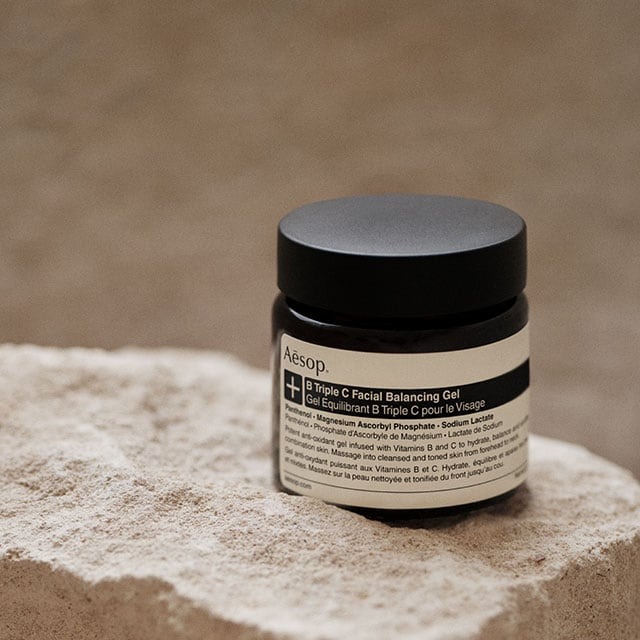 Aēsop.
+ B Triple C Facial Balancing Gel
Gel Equilibrant B Triple C pour le Visage
Panthenol · Magnesium Ascorbyl Phosphate · Sodium Lactate
Panthénol · Phosphate d'Ascorbyle de Magnésium · Lactate de Sodium
Potent anti-oxidant gel infused with Vitamins B and C to hydrate, balance
combination skin. Massage into cleansed and toned skin from forehead to
Gel anti-oxydant puissant aux Vitamines B et C. Hydrate, équilibre et
et mixtes. Massez sur la peau nettoyée et tonifiée du front jusqu'au cou.
aesop.com